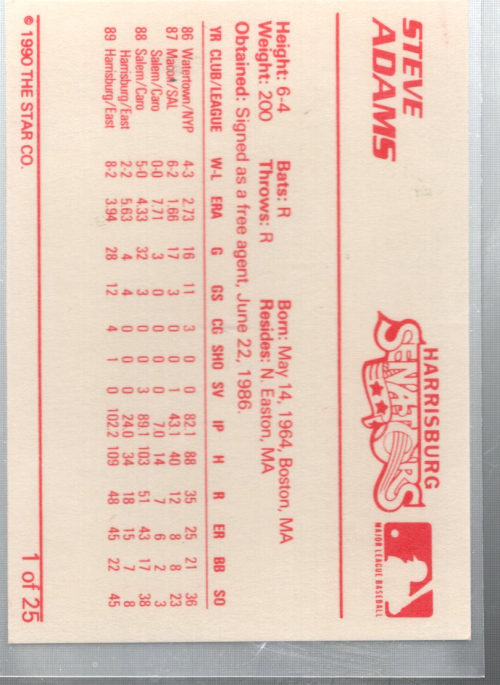 STEVE
ADAMS
HARRISBURG
SENATORS
MAJOR LEAGUE BASEBALL
Height: 6-4 Bats: R Born: May 14, 1964, Boston, MA
Weight: 200 Throws: R Resides: N. Easton, MA
Obtained: Signed as a free agent, June 22, 1986.
YR CLUB/LEAGUE W-L ERA G GS CG SHO SV IP H R ER BB SO
86 Watertown/NYP 4-3 2.73 16 11 3 0 0 82.1 88 35 25 21 36
87 Macon/SAL 6-2 1.66 17 3 0 0 1 43.1 40 12 8 8 23
Salem/Caro 0-0 7.71 3 0 0 0 0 7.0 14 7 6 2 3
88 Salem/Caro 5-0 4.33 32 3 0 0 3 89.1 103 51 43 17 38
Harrisburg/East 2-2 5.63 4 4 0 0 0 24.0 34 18 15 7 8
89 Harrisburg/East 8-2 3.94 28 12 4 1 0 102.2 109 48 45 22 45
© 1990 THE STAR CO. 1 of 25